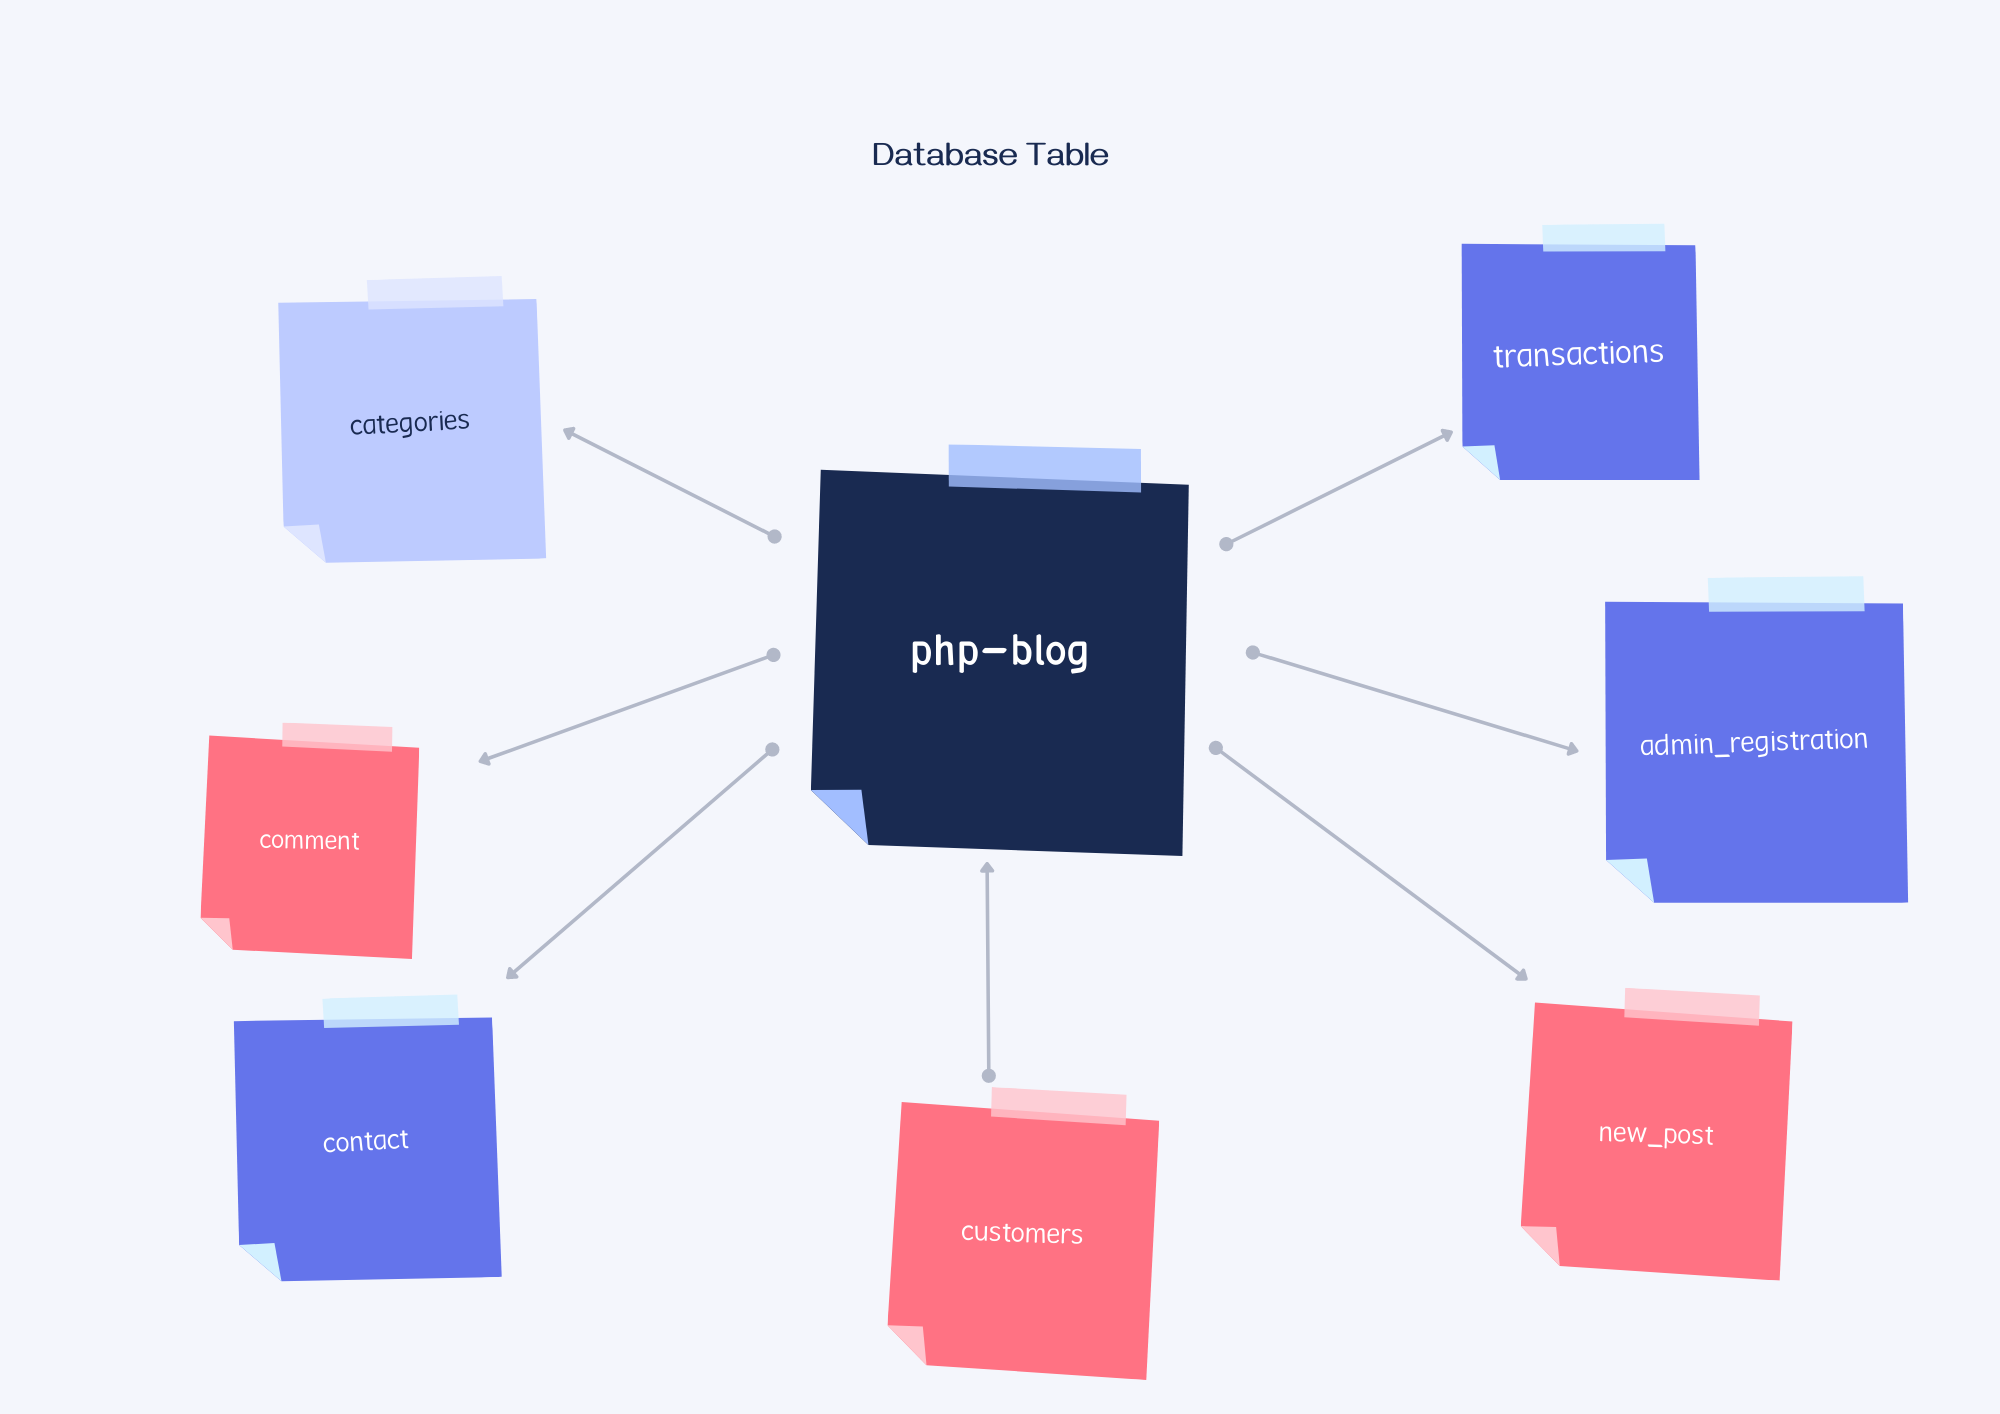 Database Table
transactions
categories
php-blog
admin_registration
comment
contact
new_post
customers